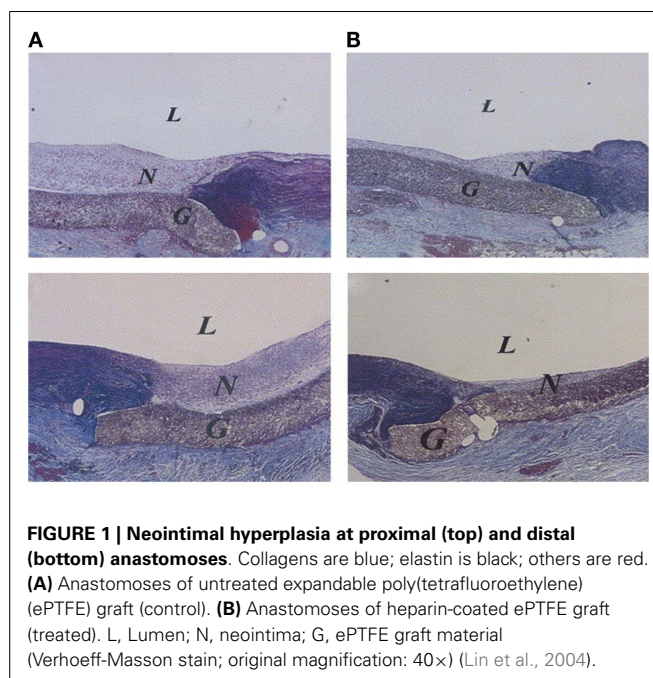 A
B
L
N
G
L
N
G
L
N
G
L
N
G
FIGURE 1 | Neointimal hyperplasia at proximal (top) and distal
(bottom) anastomoses. Collagens are blue; elastin is black; others are red.
(A) Anastomoses of untreated expandable poly(tetrafluoroethylene)
(ePTFE) graft (control). (B) Anastomoses of heparin-coated ePTFE graft
(treated). L, Lumen; N, neointima; G, ePTFE graft material
(Verhoeff-Masson stain; original magnification: 40×) (Lin et al., 2004).